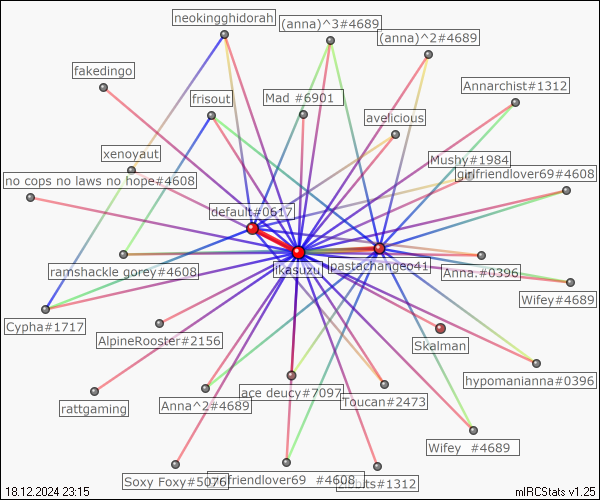 neokingghidorah
(anna)^3#4689
(anna)^2#4689
fakedingo
Annarchist#1312
frisout
Mad #6901
avelicious
xenoyaut
Mushy#1984
no cops no laws no hope#4608
girlfriendlover69#4608
default#0617
ikasuzu
pastachangeo41
ramshackle gorey#4608
Anna.#0396
Wifey#4689
Cypha#1717
AlpineRooster#2156
Skalman
hypomanianna#0396
ace deucy#7097
Toucan#2473
rattgaming
Anna^2#4689
Wifey  #4689
Soxy Foxy#5076
friendlover69  #4608
#1312
18.12.2024 23:15
mIRCStats v1.25